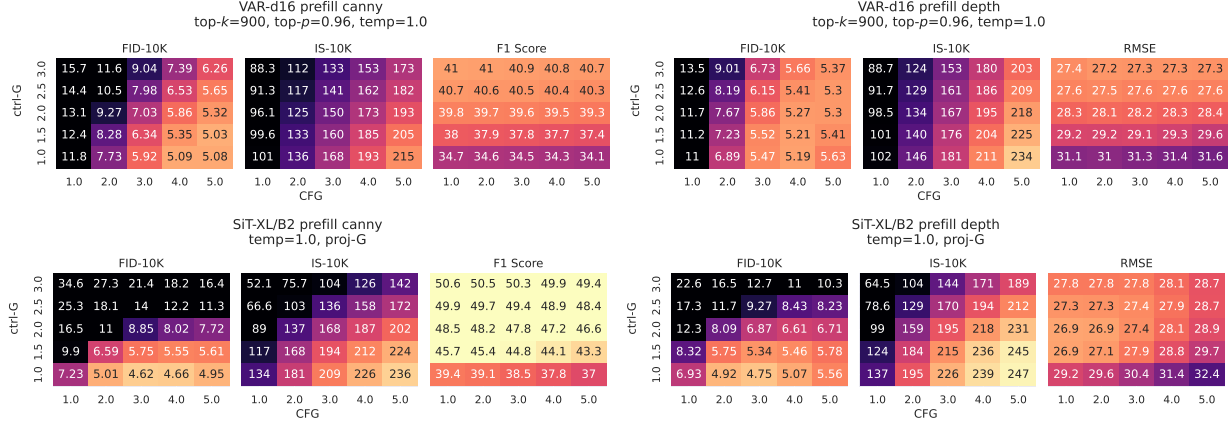 VAR-d16 prefill canny
top-k=900, top-p=0.96, temp=1.0
FID-10K IS-10K F1 Score
ctrl-G
3.0 15.7 11.6 9.04 7.39 6.26 88.3 112 133 153 173 41 41 40.9 40.8 40.7
2.5 14.4 10.5 7.98 6.53 5.65 91.3 117 141 162 182 40.7 40.6 40.5 40.4 40.3
2.0 13.1 9.27 7.03 5.86 5.32 96.1 125 150 173 193 39.8 39.7 39.6 39.5 39.3
1.5 12.4 8.28 6.34 5.35 5.03 99.6 133 160 185 205 38 37.9 37.8 37.7 37.4
1.0 11.8 7.73 5.92 5.09 5.08 101 136 168 193 215 34.7 34.6 34.5 34.3 34.1
1.0 2.0 3.0 4.0 5.0 1.0 2.0 3.0 4.0 5.0 1.0 2.0 3.0 4.0 5.0
CFG
VAR-d16 prefill depth
top-k=900, top-p=0.96, temp=1.0
FID-10K IS-10K RMSE
ctrl-G
3.0 13.5 9.01 6.73 5.66 5.37 88.7 124 153 180 203 27.4 27.2 27.3 27.3 27.3
2.5 12.6 8.19 6.15 5.41 5.3 91.7 129 161 186 209 27.6 27.5 27.5 27.6 27.6
2.0 11.7 7.67 5.86 5.27 5.3 98.5 134 167 195 218 28.3 28.1 28.2 28.3 28.4
1.5 11.2 7.23 5.52 5.21 5.41 101 140 176 204 225 29.2 29.2 29.1 29.3 29.6
1.0 11 6.89 5.47 5.19 5.63 102 146 181 211 234 31.1 31 31.3 31.4 31.6
1.0 2.0 3.0 4.0 5.0 1.0 2.0 3.0 4.0 5.0 1.0 2.0 3.0 4.0 5.0
CFG
SiT-XL/B2 prefill canny
temp=1.0, proj-G
FID-10K IS-10K F1 Score
ctrl-G
3.0 34.6 27.3 21.4 18.2 16.4 52.1 75.7 104 126 142 50.6 50.5 50.3 49.9 49.4
2.5 25.3 18.1 14 12.2 11.3 66.6 103 136 158 172 49.9 49.7 49.4 48.9 48.4
2.0 16.5 11 8.85 8.02 7.72 89 137 168 187 202 48.5 48.2 47.8 47.2 46.6
1.5 9.9 6.59 5.75 5.55 5.61 117 168 194 212 224 45.7 45.4 44.8 44.1 43.3
1.0 7.23 5.01 4.62 4.66 4.95 134 181 209 226 236 39.4 39.1 38.5 37.8 37
1.0 2.0 3.0 4.0 5.0 1.0 2.0 3.0 4.0 5.0 1.0 2.0 3.0 4.0 5.0
CFG
SiT-XL/B2 prefill depth
temp=1.0, proj-G
FID-10K IS-10K RMSE
ctrl-G
3.0 22.6 16.5 12.7 11 10.3 64.5 104 144 171 189 27.8 27.8 27.8 28.1 28.7
2.5 17.3 11.7 9.27 8.43 8.23 78.6 129 170 194 212 27.3 27.3 27.4 27.9 28.7
2.0 12.3 8.09 6.87 6.61 6.71 99 159 195 218 231 26.9 26.9 27.4 28.1 28.9
1.5 8.32 5.75 5.34 5.46 5.78 124 184 215 236 245 26.9 27.1 27.9 28.8 29.7
1.0 6.93 4.92 4.75 5.07 5.56 137 195 226 239 247 29.2 29.6 30.4 31.4 32.4
1.0 2.0 3.0 4.0 5.0 1.0 2.0 3.0 4.0 5.0 1.0 2.0 3.0 4.0 5.0
CFG